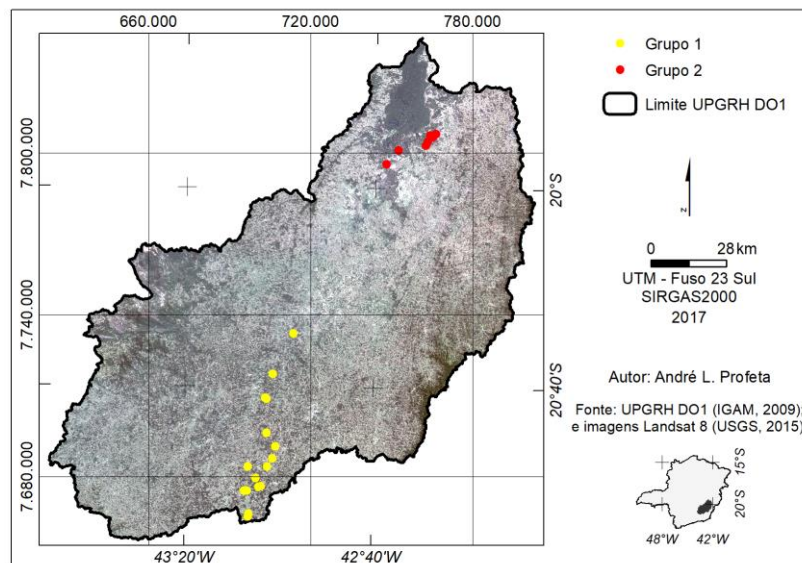 660.000 720.000 780.000
7.800.000
7.740.000
7.680.000
20°S
20°40'S
43°20'W 42°40'W
Grupo 1
Grupo 2
Limite UPGRH DO1
z
0 28 km
UTM - Fuso 23 Sul
SIRGAS2000
2017
Autor: André L. Profeta
Fonte: UPGRH DO1 (IGAM, 2009);
e imagens Landsat 8 (USGS, 2015)
15°S
20°S
48°W 42°W